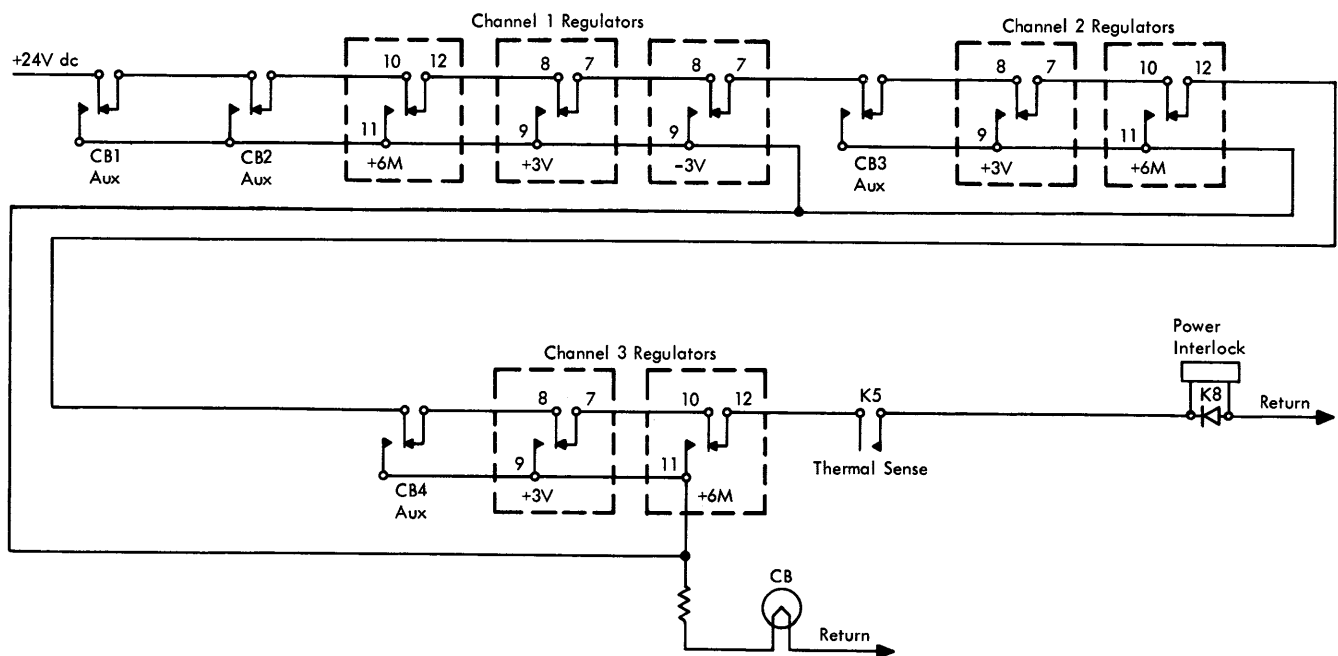 Channel 1 Regulators
Channel 2 Regulators
+24V dc
10 12
8 7
8 7
8 7
10 12
11
9
9
9
11
CB1
Aux
CB2
Aux
+6M
+3V
-3V
CB3
Aux
+3V
+6M
Power
Interlock
Channel 3 Regulators
8 7
10 12
K5
K8
Return
Thermal Sense
9
11
CB4
Aux
+3V
+6M
CB
Return